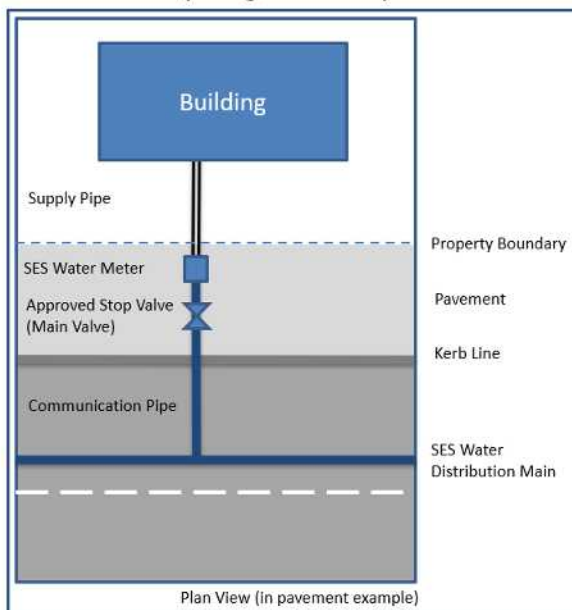 Building
Supply Pipe
Property Boundary
SES Water Meter
Pavement
Approved Stop Valve
(Main Valve)
Kerb Line
Communication Pipe
SES Water
Distribution Main
Plan View (in pavement example)